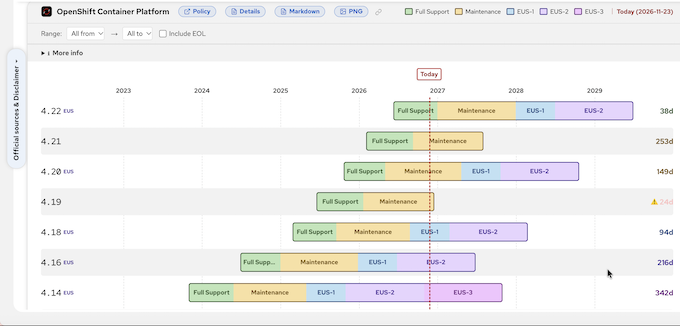 OpenShift Container Platform Policy Details Markdown PNG Full Support Maintenance EUS-1 EUS-2 EUS-3 Today (2026-11-23)
Range: All from → All to Include EOL
▶ ℹ More info
Official sources & Disclaimer
Today
2023 2024 2025 2026 2027 2028 2029
4.22 EUS Full Support Maintenance EUS-1 EUS-2 38d
4.21 Full Support Maintenance 253d
4.20 EUS Full Support Maintenance EUS-1 EUS-2 149d
4.19 Full Support Maintenance ⚠ 24d
4.18 EUS Full Support Maintenance EUS-1 EUS-2 94d
4.16 EUS Full Supp... Maintenance EUS-1 EUS-2 216d
4.14 EUS Full Support Maintenance EUS-1 EUS-2 EUS-3 342d